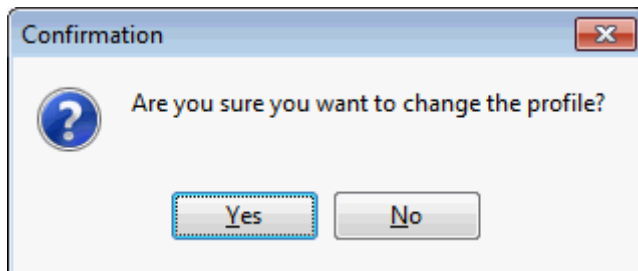 Confirmation
Are you sure you want to change the profile?
Yes
No